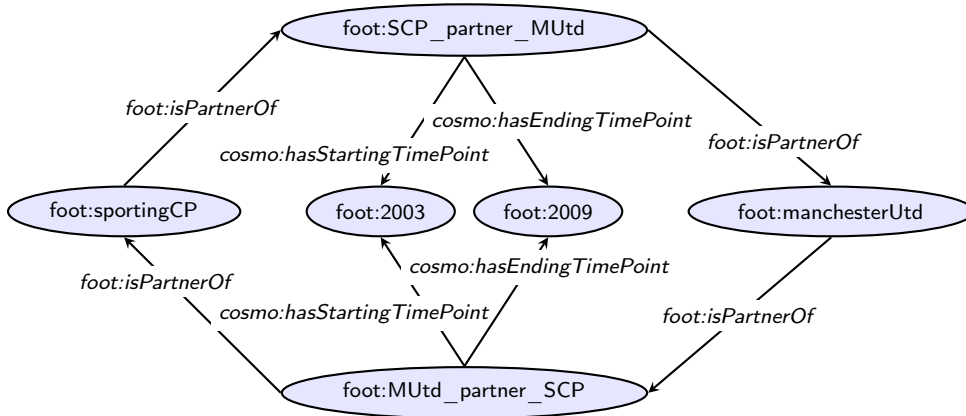 foot:SCP_partner_MUtd
foot:isPartnerOf
cosmo:hasEndingTimePoint
foot:isPartnerOf
cosmo:hasStartingTimePoint
foot:sportingCP
foot:2003
foot:2009
foot:manchesterUtd
foot:isPartnerOf
cosmo:hasEndingTimePoint
cosmo:hasStartingTimePoint
foot:isPartnerOf
foot:MUtd_partner_SCP